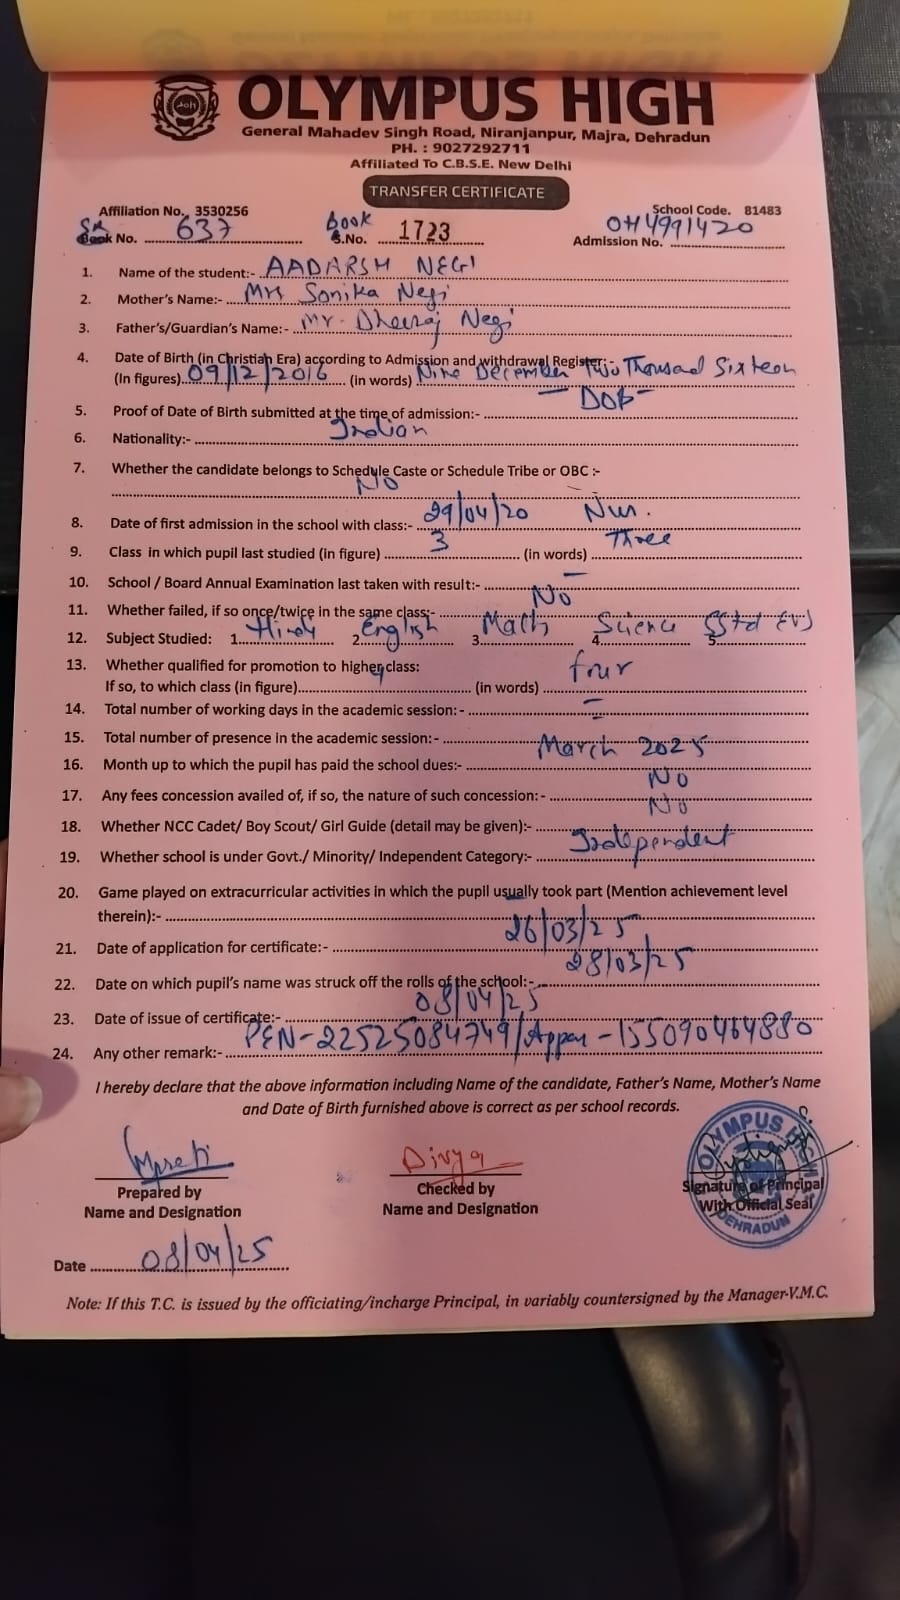 OLYMPUS HIGH
General Mahadev Singh Road, Niranjanpur, Majra, Dehradun
PH. : 9027292711
Affiliated To C.B.S.E. New Delhi
TRANSFER CERTIFICATE
Affiliation No. 3530256 School Code. 81483
Sr Book No. 637 book S.No. 1723 Admission No. OH4991420
1. Name of the student:- AADARSH NEGI
2. Mother's Name:- Mrs Sonika Negi
3. Father's/Guardian's Name:- Mr. Dheeraj Negi
4. Date of Birth (in Christiah Era) according to Admission and withdrawal Register:-
(In figures) 09/12/2016 (in words) Nine December Two Thousad Sixteen
5. Proof of Date of Birth submitted at the time of admission:- - DOB -
6. Nationality:- Indian
7. Whether the candidate belongs to Schedule Caste or Schedule Tribe or OBC :-
No
8. Date of first admission in the school with class:- 29/04/20 Nur.
9. Class in which pupil last studied (in figure) 3 (in words) Three
10. School / Board Annual Examination last taken with result:- -
11. Whether failed, if so once/twice in the same class:- No
12. Subject Studied: 1. Hindi 2. English 3. Math 4. Science 5. SStd EVS
13. Whether qualified for promotion to higher class:
If so, to which class (in figure) 4 (in words) four
14. Total number of working days in the academic session: - -
15. Total number of presence in the academic session:- -
16. Month up to which the pupil has paid the school dues:- March 2025
17. Any fees concession availed of, if so, the nature of such concession: - No
18. Whether NCC Cadet/ Boy Scout/ Girl Guide (detail may be given):- No
19. Whether school is under Govt./ Minority/ Independent Category:- Independent
20. Game played on extracurricular activities in which the pupil usually took part (Mention achievement level
therein):-
21. Date of application for certificate:- 26/03/25
22. Date on which pupil's name was struck off the rolls of the school:- 28/03/25
23. Date of issue of certificate:- 08/04/25
24. Any other remark:- PEN-22525084749/Appar-155090464880
I hereby declare that the above information including Name of the candidate, Father's Name, Mother's Name
and Date of Birth furnished above is correct as per school records.
Divya
OLYMPUS HIGH
DEHRADUN
Prepared by Checked by Signature of Principal
Name and Designation Name and Designation With Official Seal
Date 08/04/25
Note: If this T.C. is issued by the officiating/incharge Principal, in variably countersigned by the Manager-V.M.C.